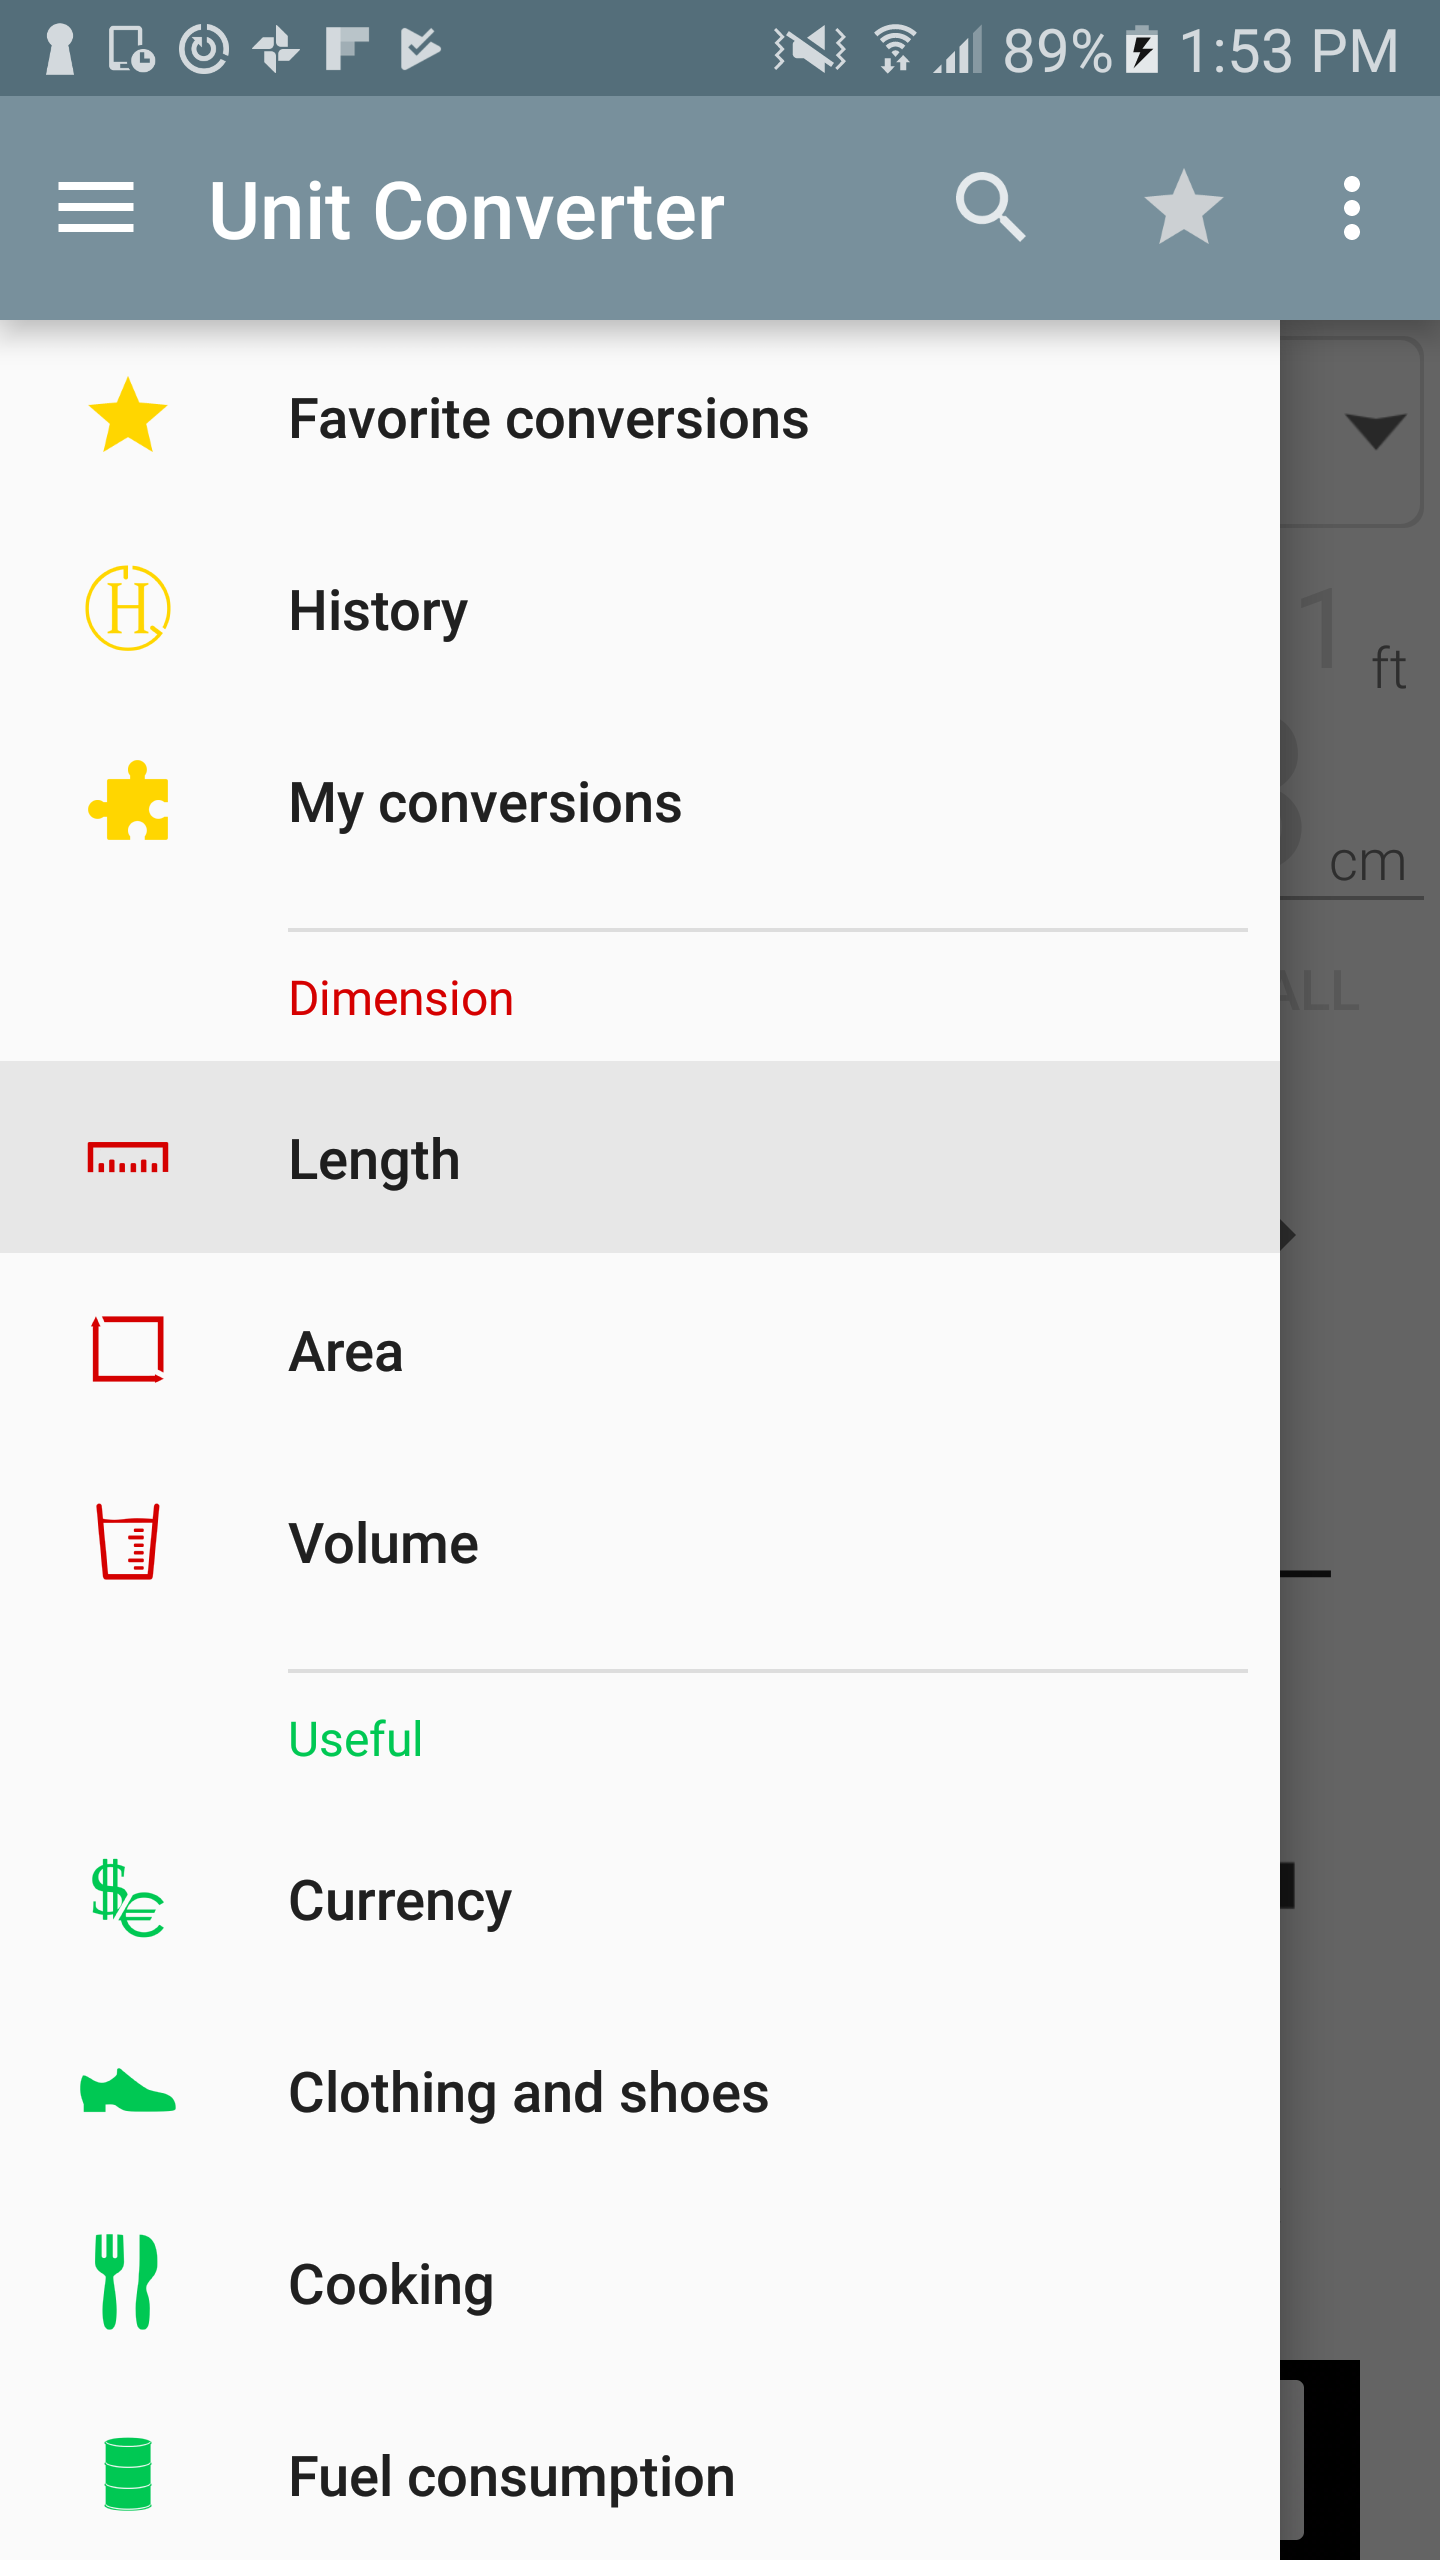 89% 1:53 PM
Unit Converter
Favorite conversions
History
1 ft
My conversions
cm
Dimension
ALL
Length
Area
Volume
Useful
Currency
Clothing and shoes
Cooking
Fuel consumption